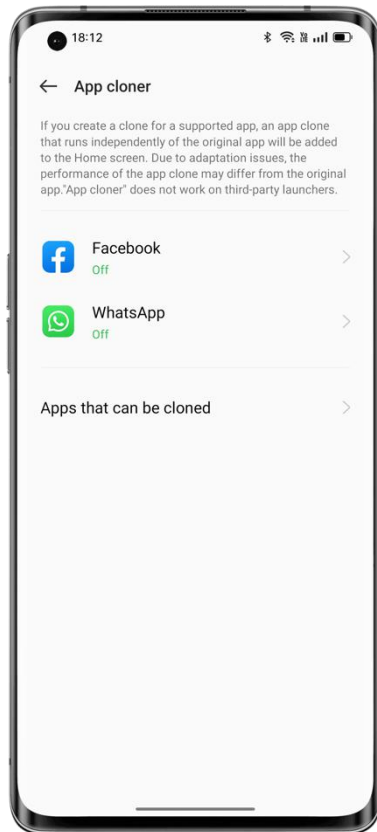 18:12
App cloner
If you create a clone for a supported app, an app clone
that runs independently of the original app will be added
to the Home screen. Due to adaptation issues, the
performance of the app clone may differ from the original
app."App cloner" does not work on third-party launchers.
Facebook
Off
WhatsApp
Off
Apps that can be cloned